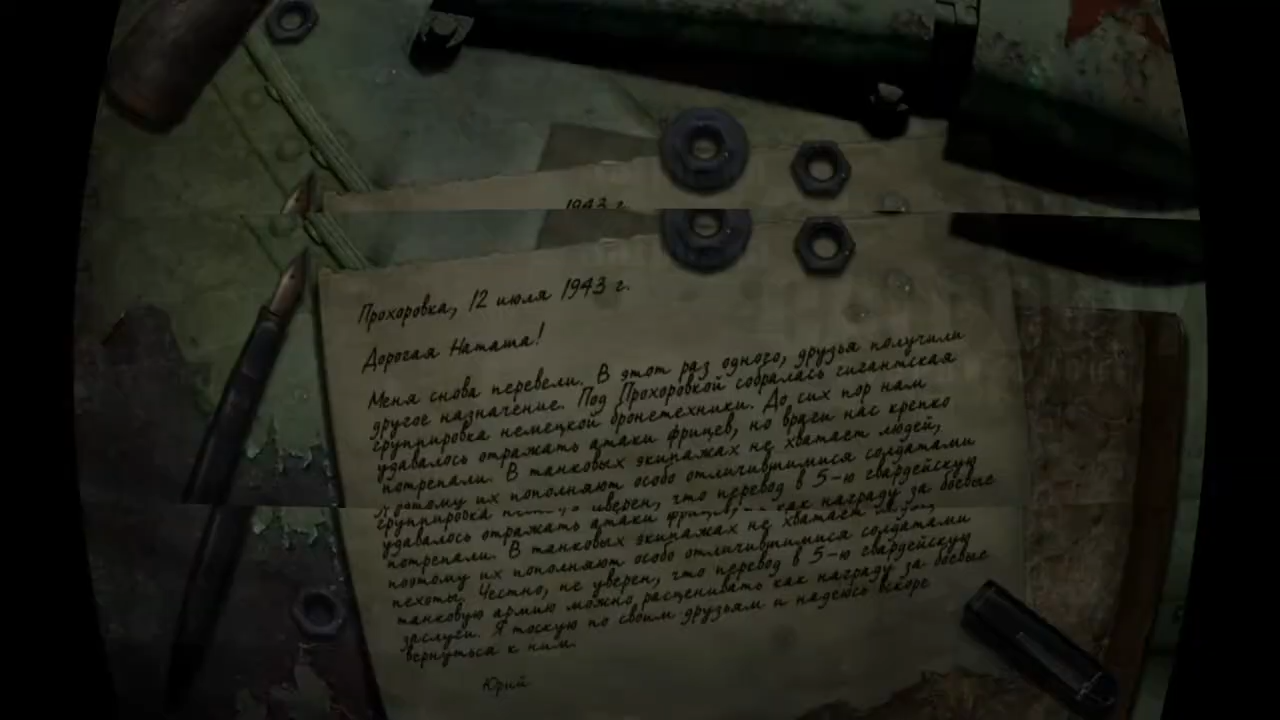 1943 г.
Прохоровка, 12 июля 1943 г.
Дорогая Наташа!
Меня снова перевели. В этот раз одного, друзья получили
другое назначение. Под Прохоровкой собралась гигантская
группировка немецкой бронетехники. До сих пор нам
удавалось отражать атаки фрицев, но враги нас крепко
потрепали. В танковых экипажах не хватает людей,
поэтому их пополняют особо отличившимися солдатами
группировка уверен, что перевод в 5-ю гвардейскую
удавалось отражать атаки фрицев, как награду за боевые
потрепали. В танковых экипажах не хватает
поэтому их пополняют особо отличившимися солдатами
пехоты. Честно, не уверен, что перевод в 5-ю гвардейскую
танковую армию можно расценивать как награду за боевые
заслуги. Я тоскую по своим друзьям и надеюсь вскоре
вернуться к ним.
Юрий